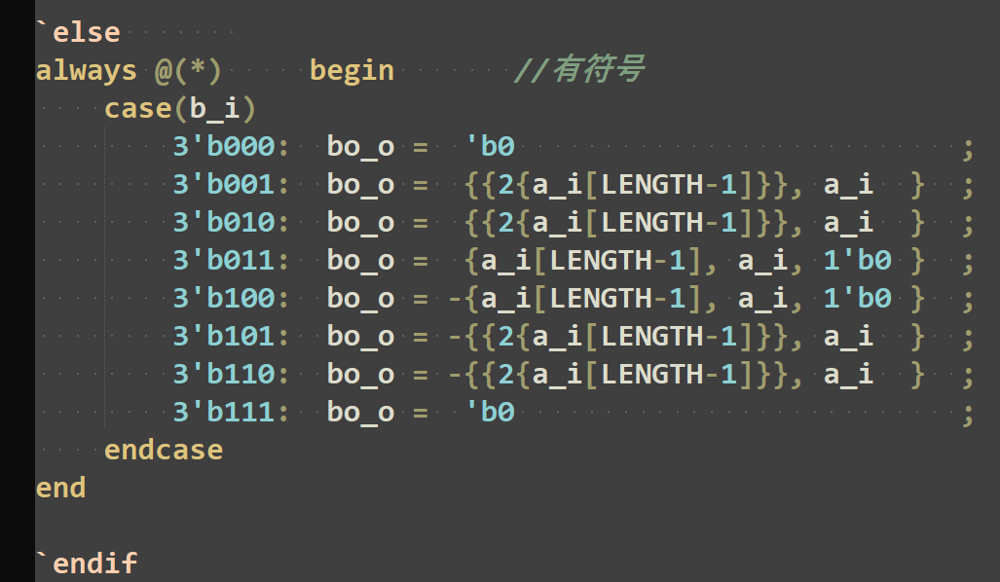 `else
always @(*)     begin       //有符号
    case(b_i)
        3'b000:  bo_o =  'b0                          ;
        3'b001:  bo_o =  {{2{a_i[LENGTH-1]}}, a_i  }  ;
        3'b010:  bo_o =  {{2{a_i[LENGTH-1]}}, a_i  }  ;
        3'b011:  bo_o =  {a_i[LENGTH-1], a_i, 1'b0 }  ;
        3'b100:  bo_o = -{a_i[LENGTH-1], a_i, 1'b0 }  ;
        3'b101:  bo_o = -{{2{a_i[LENGTH-1]}}, a_i  }  ;
        3'b110:  bo_o = -{{2{a_i[LENGTH-1]}}, a_i  }  ;
        3'b111:  bo_o =  'b0                          ;
    endcase
end
`endif